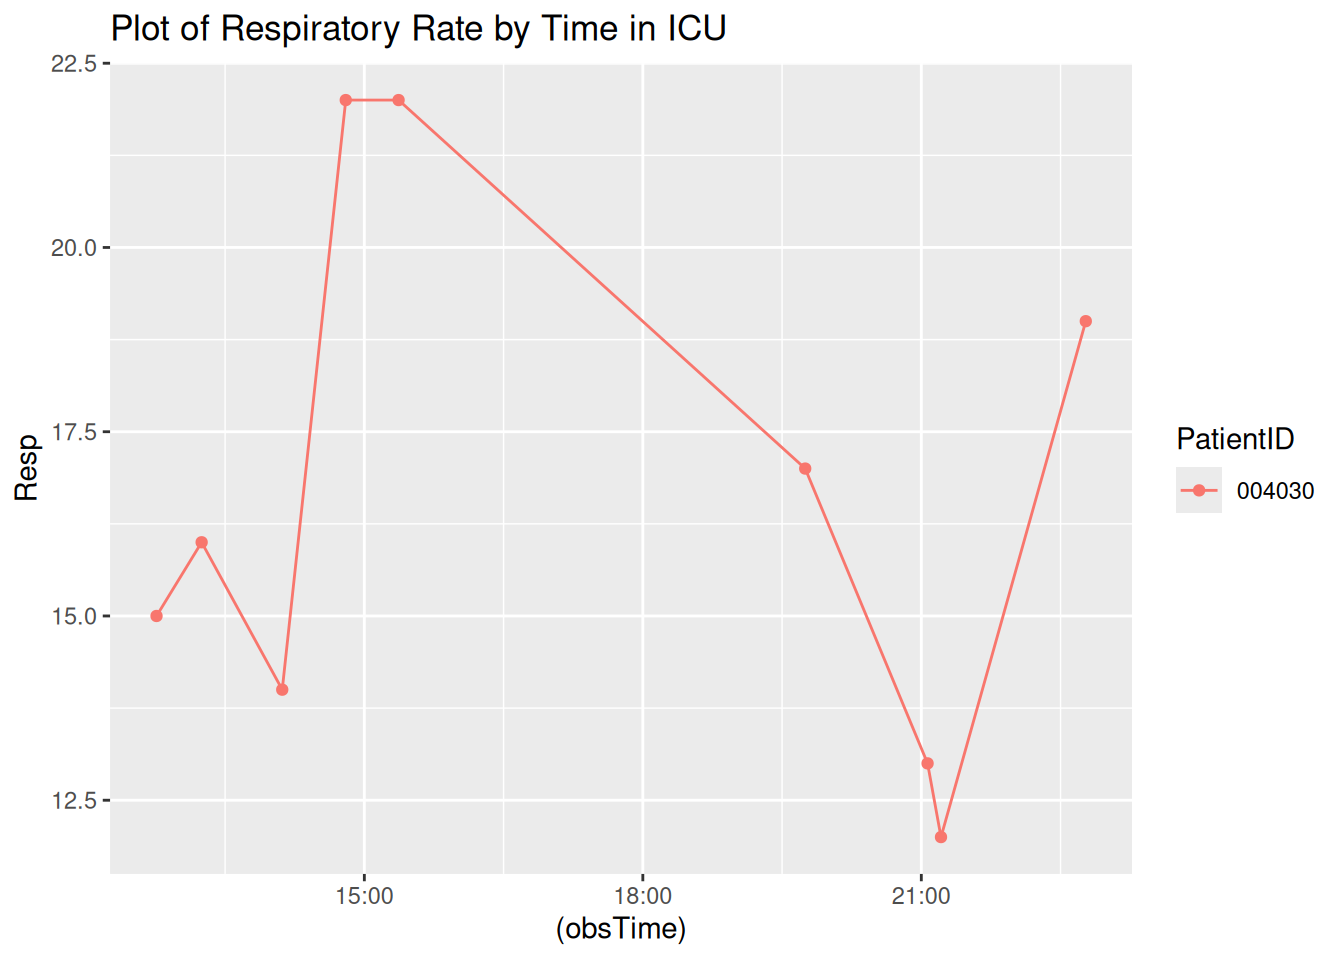 Plot of Respiratory Rate by Time in ICU
22.5
20.0
17.5
15.0
12.5
Resp
15:00 18:00 21:00
(obsTime)
PatientID
004030